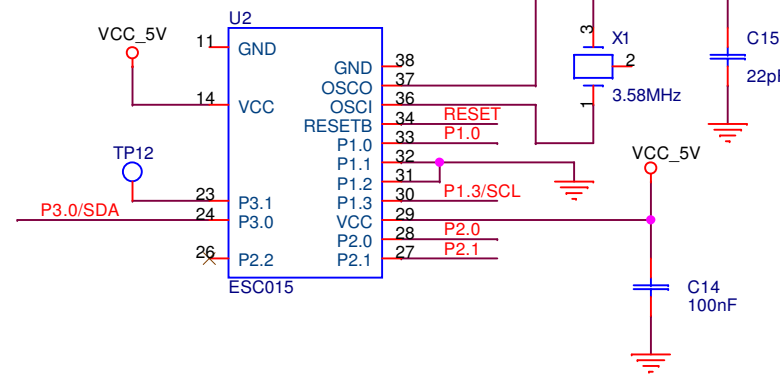 U2
VCC_5V
11
GND
GND
38
OSCO
37
14
VCC
OSCI
36
RESETB
34
RESET
P1.0
33
P1.0
P1.1
32
TP12
P1.2
31
23
P3.1
P1.3
30
P1.3/SCL
P3.0/SDA
24
P3.0
VCC
29
P2.0
28
P2.0
26
P2.2
P2.1
27
P2.1
ESC015
3
X1
2
3.58MHz
1
C15
VCC_5V
C14
100nF